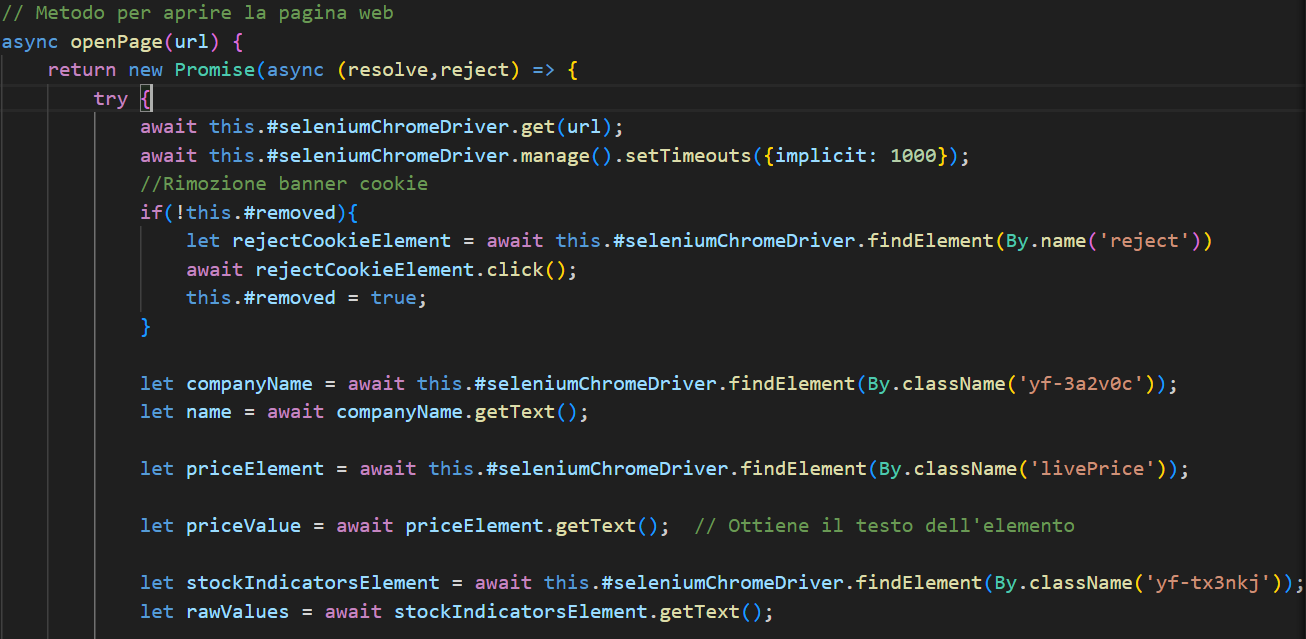 // Metodo per aprire la pagina web
async openPage(url) {
return new Promise(async (resolve,reject) => {
try {
await this.#seleniumChromeDriver.get(url);
await this.#seleniumChromeDriver.manage().setTimeouts({implicit: 1000});
//Rimozione banner cookie
if(!this.#removed){
let rejectCookieElement = await this.#seleniumChromeDriver.findElement(By.name('reject'))
await rejectCookieElement.click();
this.#removed = true;
}
let companyName = await this.#seleniumChromeDriver.findElement(By.className('yf-3a2v0c'));
let name = await companyName.getText();
let priceElement = await this.#seleniumChromeDriver.findElement(By.className('livePrice'));
let priceValue = await priceElement.getText();  // Ottiene il testo dell'elemento
let stockIndicatorsElement = await this.#seleniumChromeDriver.findElement(By.className('yf-tx3nkj'));
let rawValues = await stockIndicatorsElement.getText();